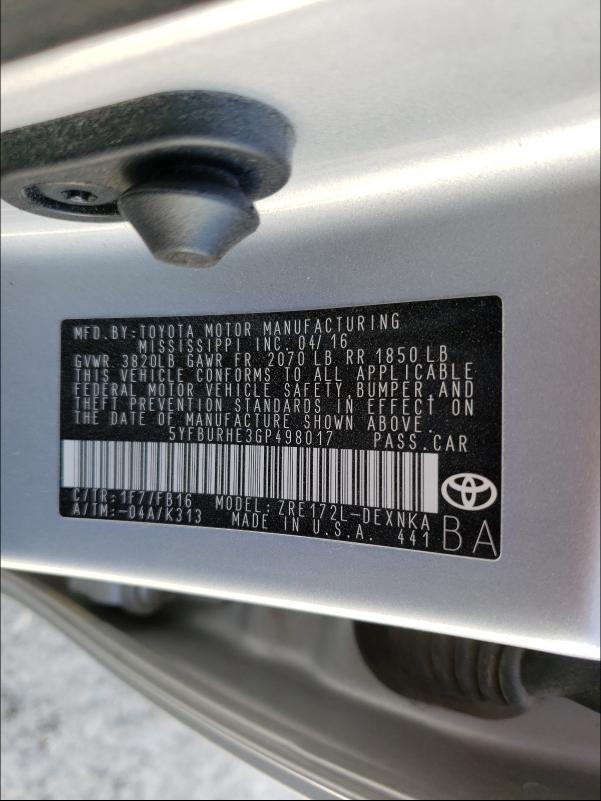 MFD.BY:TOYOTA MOTOR MANUFACTURING
MISSISSIPPI INC. 04/16
GVWR 3820LB GAWR FR 2070 LB RR 1850 LB
THIS VEHICLE CONFORMS TO ALL APPLICABLE
FEDERAL MOTOR VEHICLE SAFETY, BUMPER, AND
THEFT PREVENTION STANDARDS IN EFFECT ON
THE DATE OF MANUFACTURE SHOWN ABOVE.
5YFBURHE3GP498017 PASS.CAR
C/TR:1F7/FB16 MODEL: ZRE172L-DEXNKA
A/TM:-04A/K313 MADE IN U.S.A. 441
BA